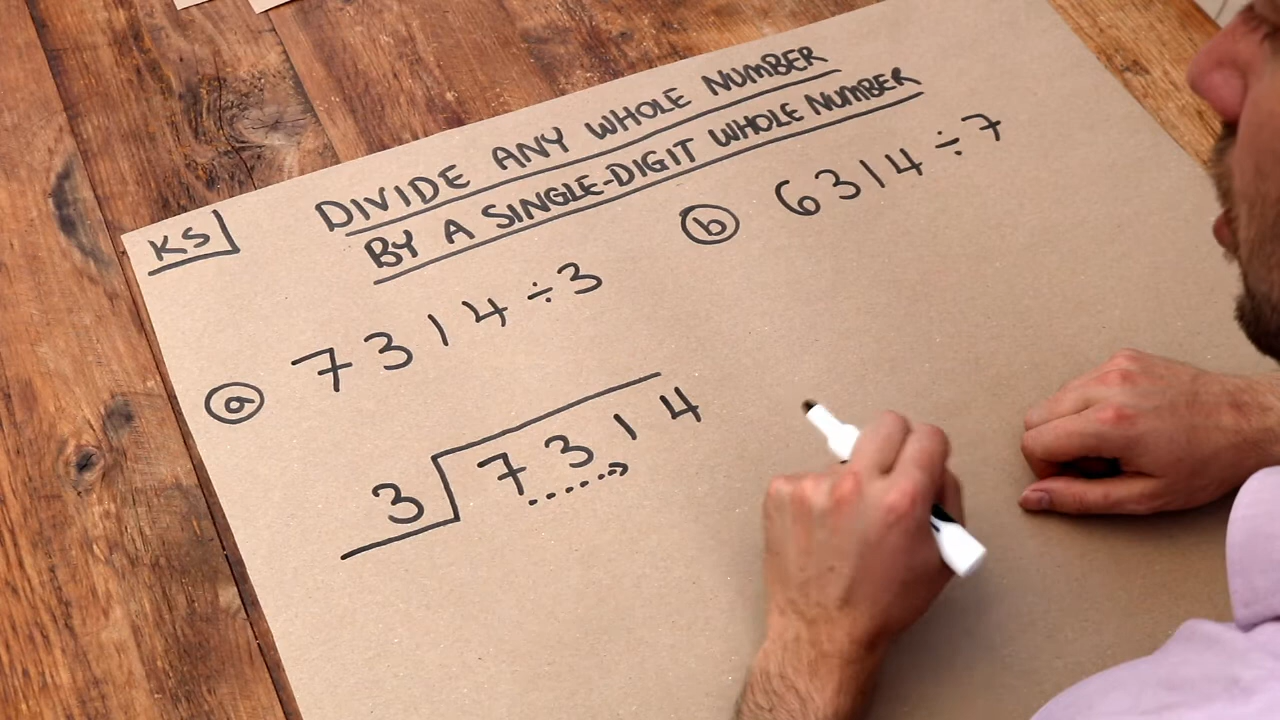 KS
DIVIDE ANY WHOLE NUMBER
BY A SINGLE-DIGIT WHOLE NUMBER
a 7314÷3
b 6314÷7
3 7314